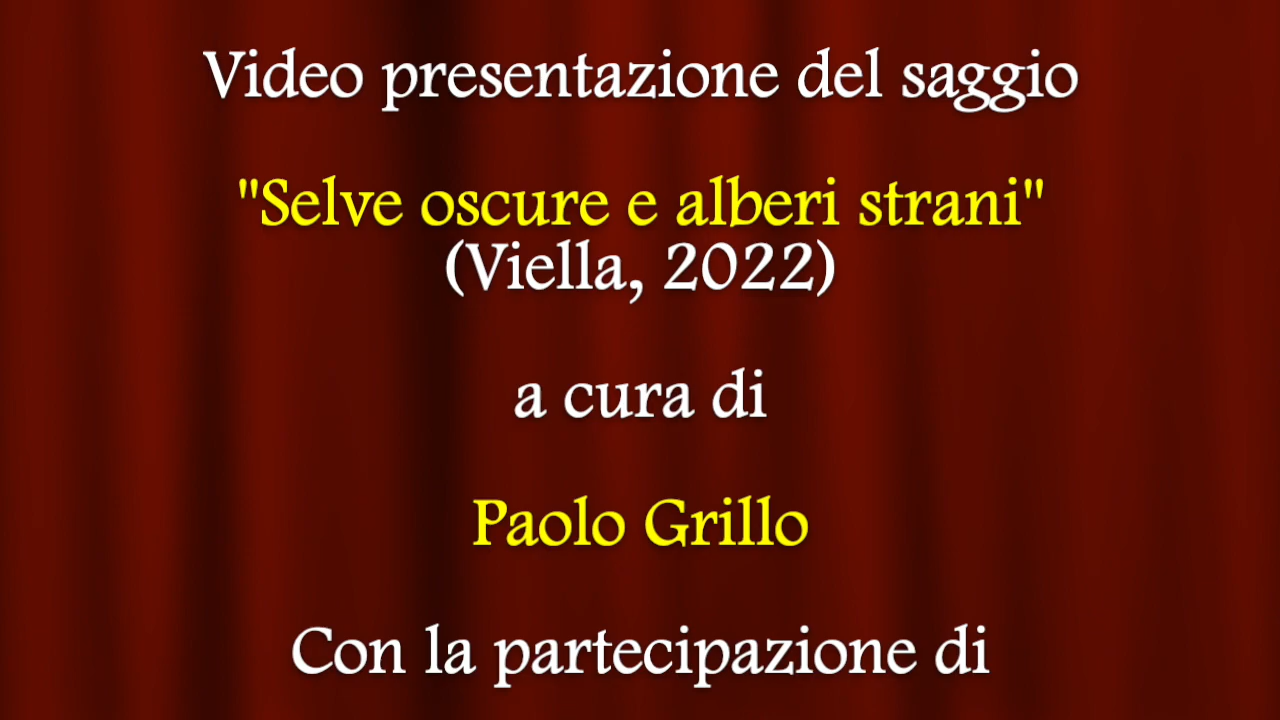 Video presentazione del saggio
"Selve oscure e alberi strani"
(Viella, 2022)
a cura di
Paolo Grillo
Con la partecipazione di